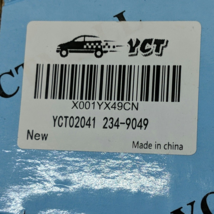 YCT
X001YX49CN
YCT02041 234-9049
New
Made in china